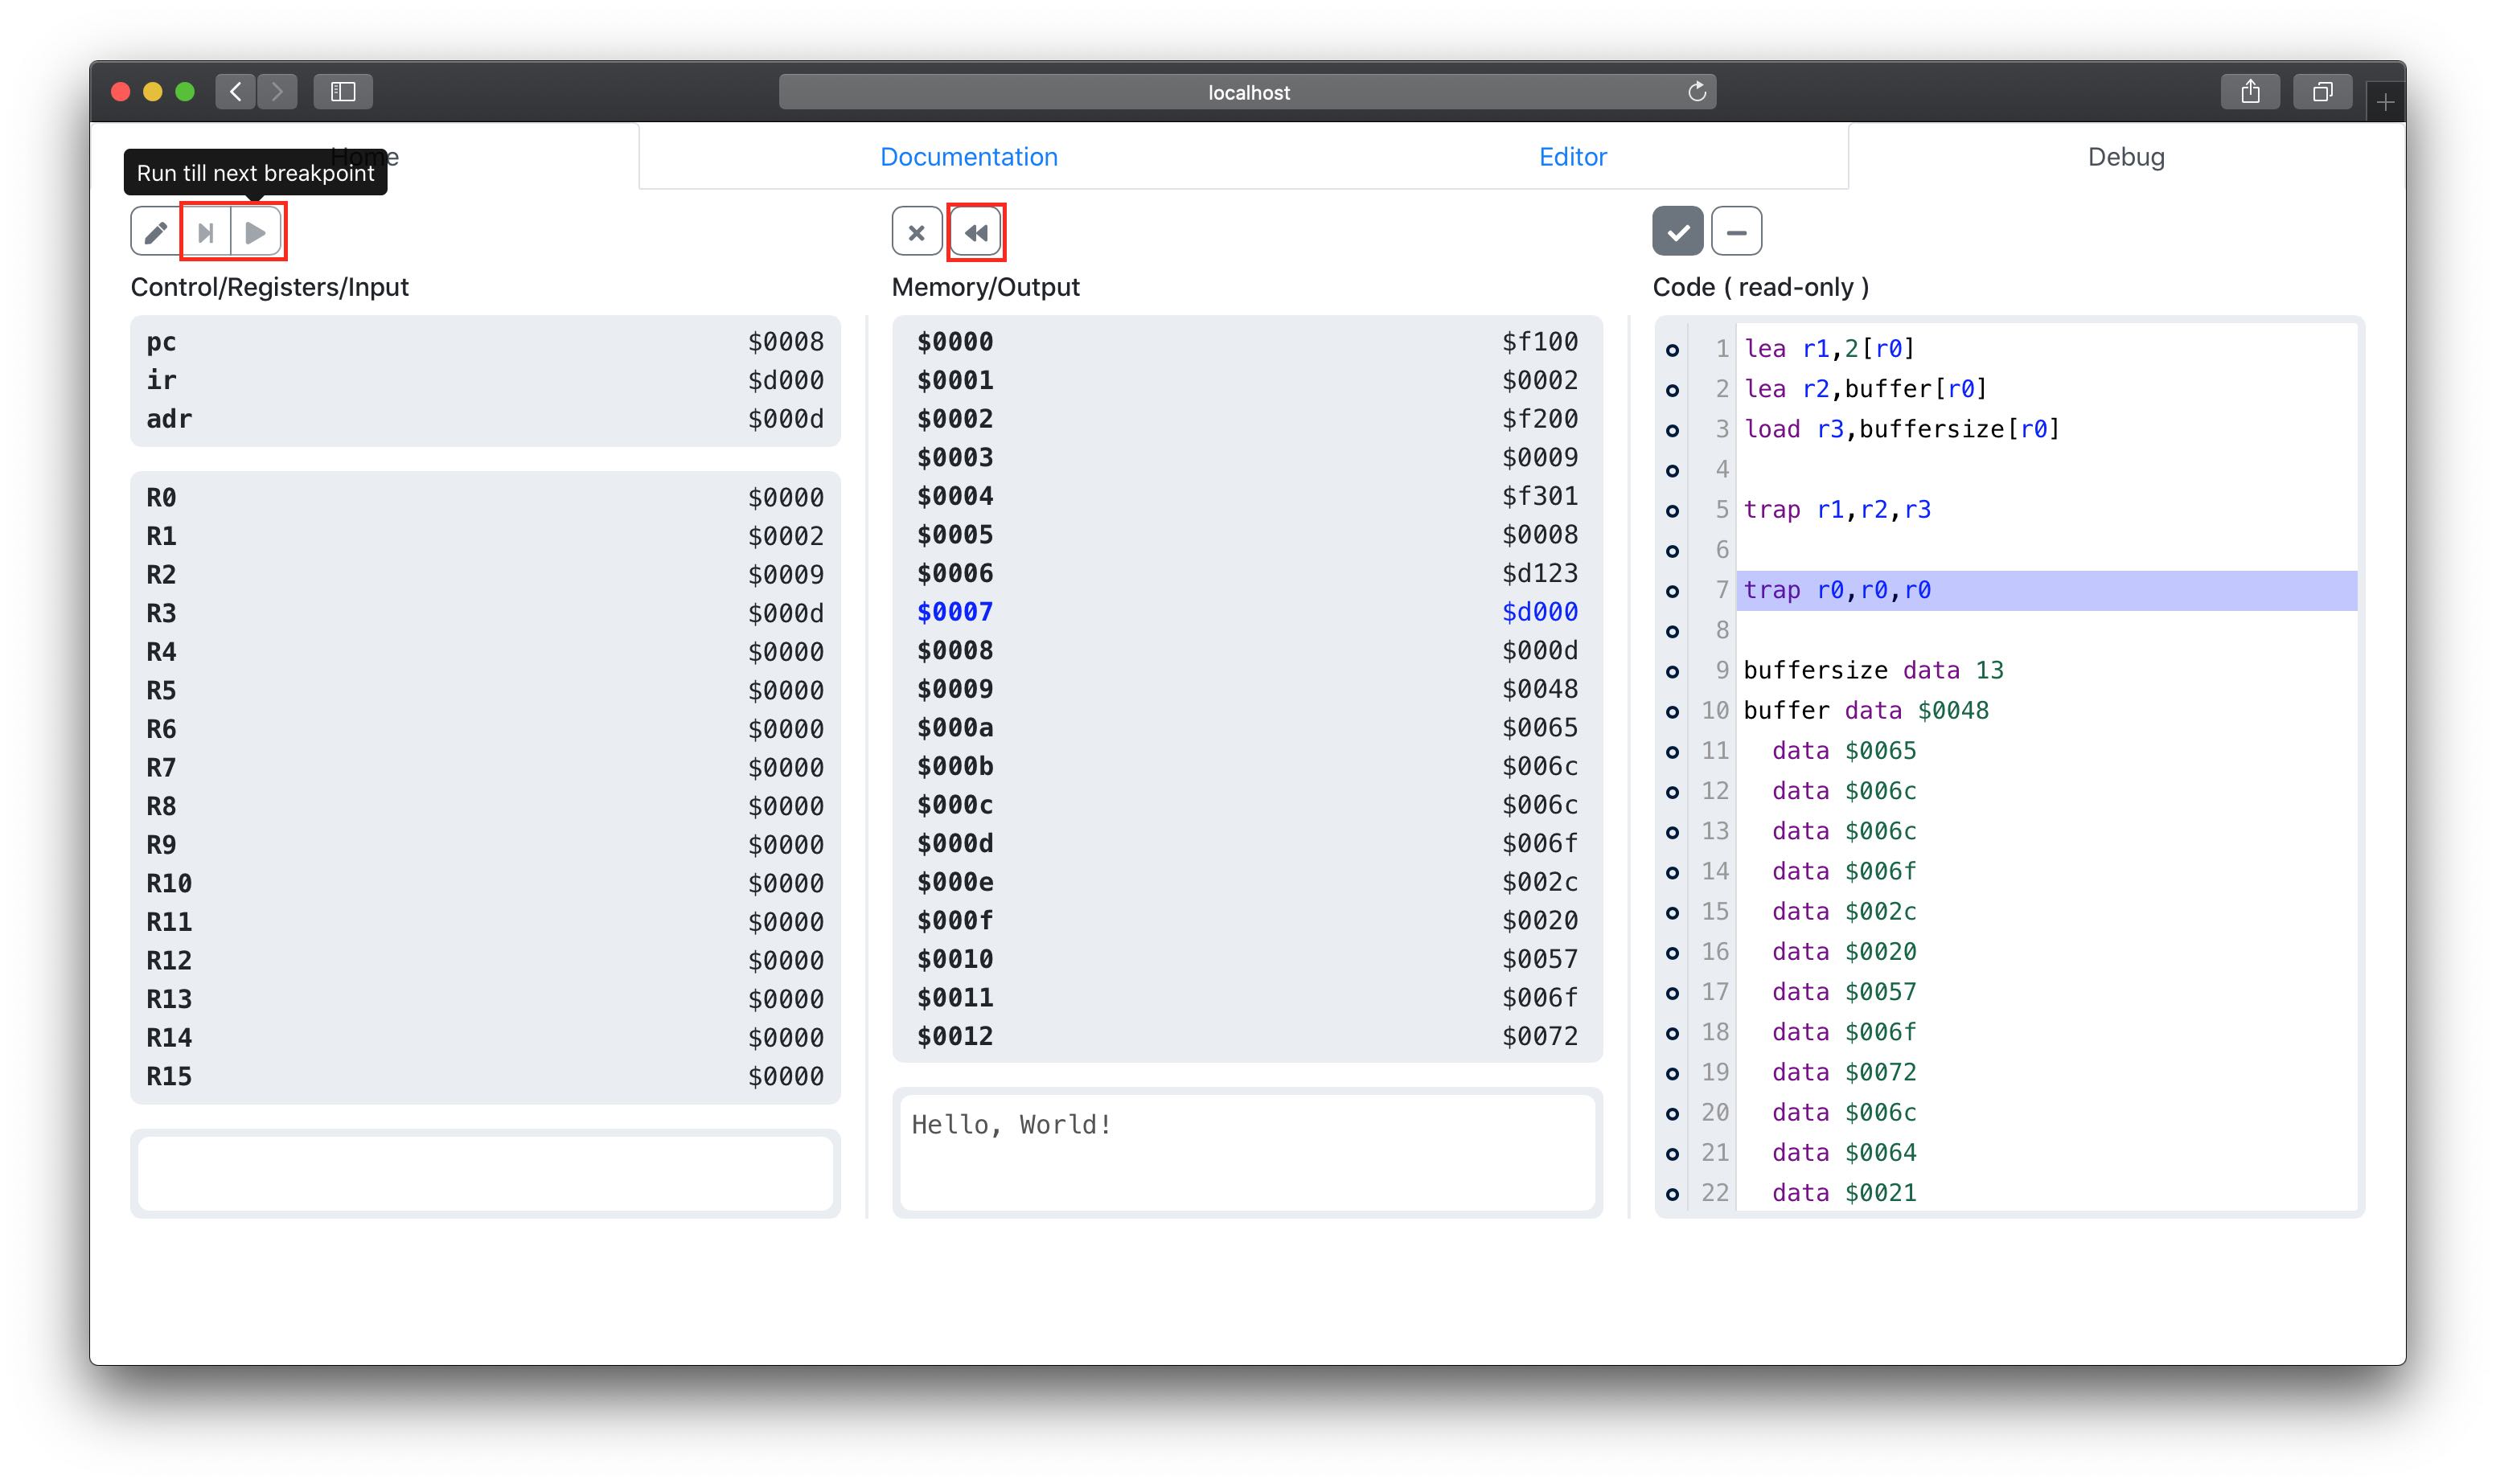 localhost
Home
Documentation
Editor
Debug
Run till next breakpoint
Control/Registers/Input
pc $0008
ir $d000
adr $000d
R0 $0000
R1 $0002
R2 $0009
R3 $000d
R4 $0000
R5 $0000
R6 $0000
R7 $0000
R8 $0000
R9 $0000
R10 $0000
R11 $0000
R12 $0000
R13 $0000
R14 $0000
R15 $0000
Memory/Output
$0000 $f100
$0001 $0002
$0002 $f200
$0003 $0009
$0004 $f301
$0005 $0008
$0006 $d123
$0007 $d000
$0008 $000d
$0009 $0048
$000a $0065
$000b $006c
$000c $006c
$000d $006f
$000e $002c
$000f $0020
$0010 $0057
$0011 $006f
$0012 $0072
Hello, World!
Code ( read-only )
1 lea r1,2[r0]
2 lea r2,buffer[r0]
3 load r3,buffersize[r0]
4
5 trap r1,r2,r3
6
7 trap r0,r0,r0
8
9 buffersize data 13
10 buffer data $0048
11 data $0065
12 data $006c
13 data $006c
14 data $006f
15 data $002c
16 data $0020
17 data $0057
18 data $006f
19 data $0072
20 data $006c
21 data $0064
22 data $0021